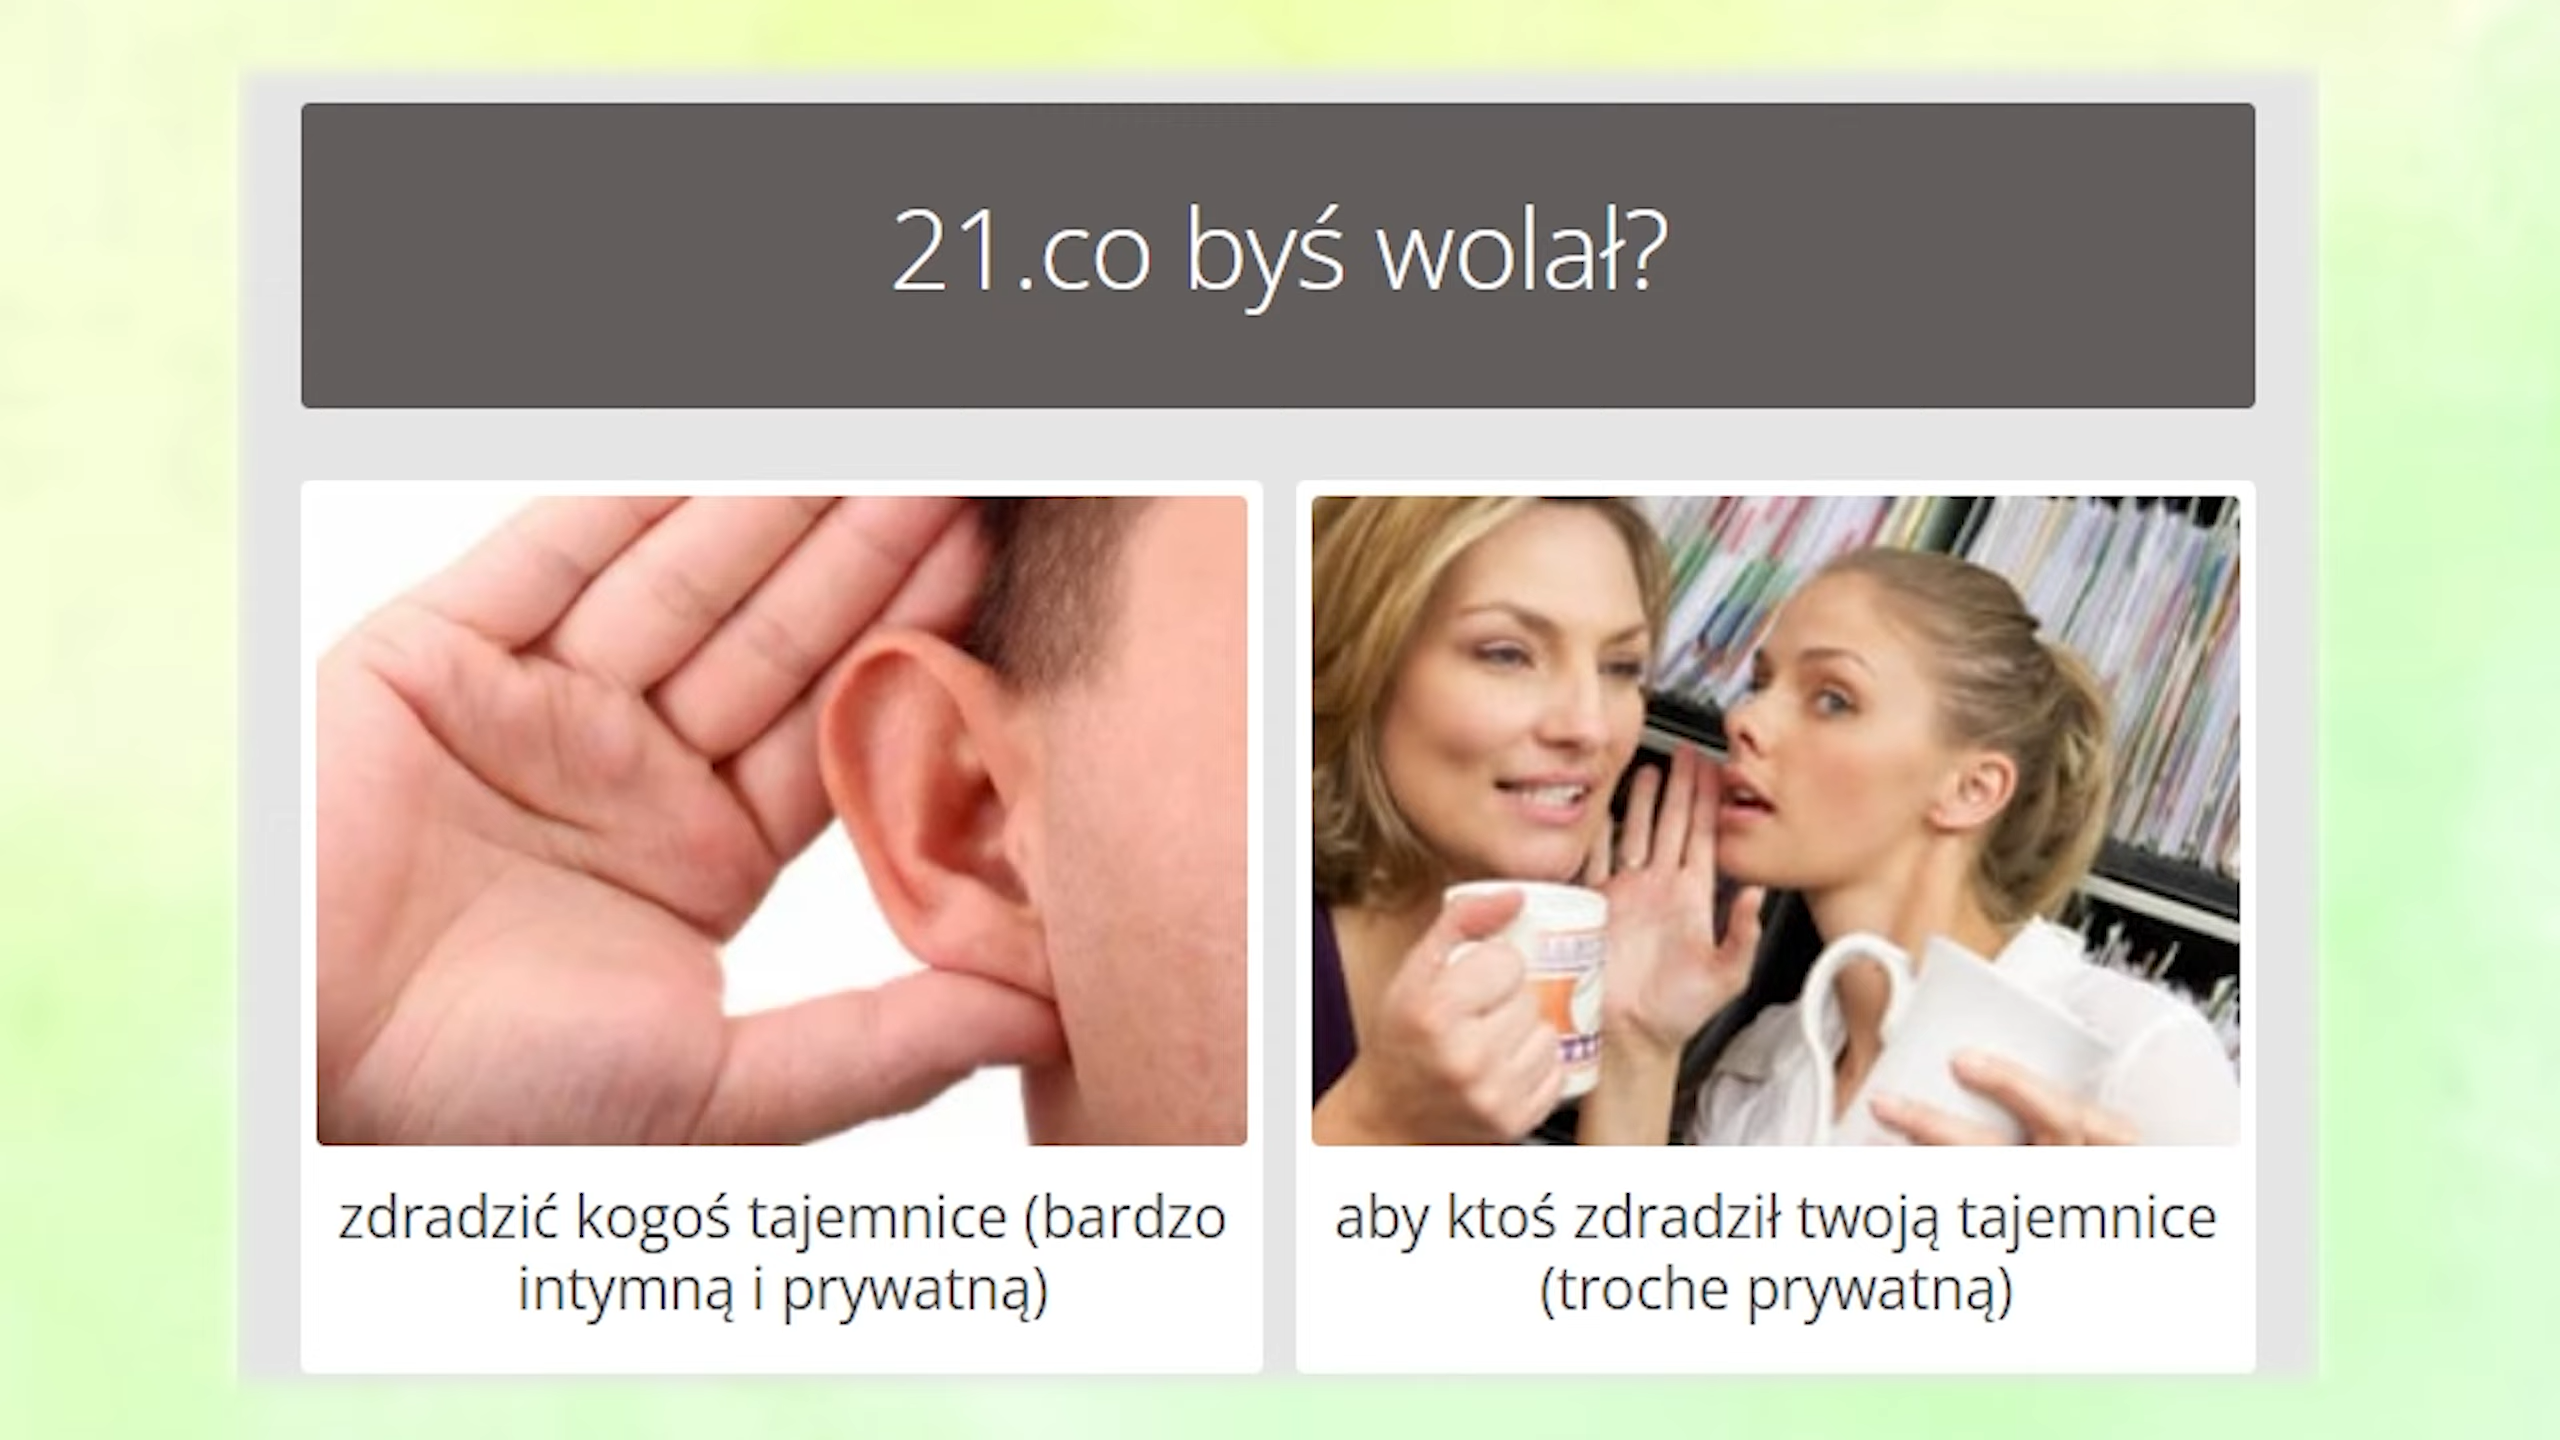 21.co byś wolał?
zdradzić kogoś tajemnice (bardzo
intymną i prywatną)
aby ktoś zdradził twoją tajemnice
(troche prywatną)